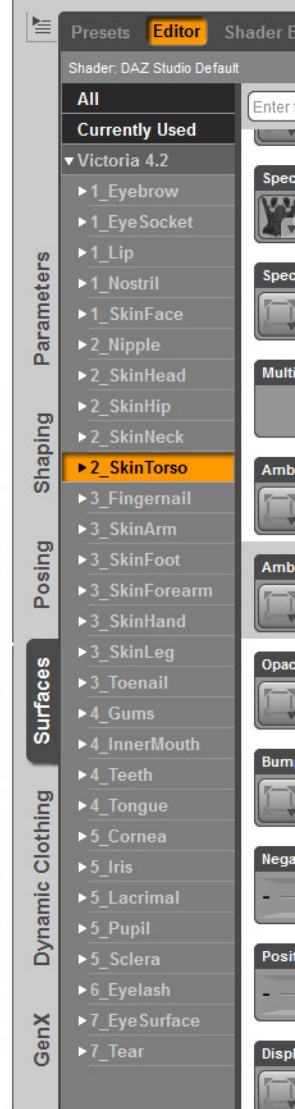 Presets Editor Shader E
Shader: DAZ Studio Default
All
Currently Used
Victoria 4.2
1_Eyebrow
1_EyeSocket
1_Lip
1_Nostril
1_SkinFace
2_Nipple
2_SkinHead
2_SkinHip
2_SkinNeck
2_SkinTorso
3_Fingernail
3_SkinArm
3_SkinFoot
3_SkinForearm
3_SkinHand
3_SkinLeg
3_Toenail
4_Gums
4_InnerMouth
4_Teeth
4_Tongue
5_Cornea
5_Iris
5_Lacrimal
5_Pupil
5_Sclera
6_Eyelash
7_EyeSurface
7_Tear
Parameters
Shaping
Posing
Surfaces
Dynamic Clothing
GenX
Enter
Spec
Spec
Multi
Amb
Amb
Opac
Bum
Nega
Posit
Displ